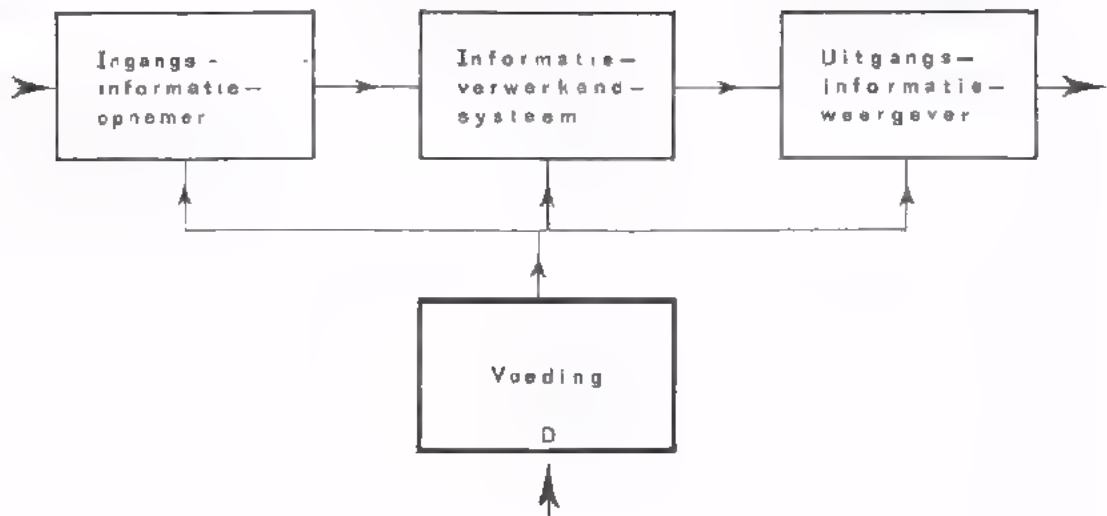 Ingangs-
informatie-
opnemer
Informatie-
verwerkend-
systeem
Uitgangs-
informatie-
weergever
Voeding
D